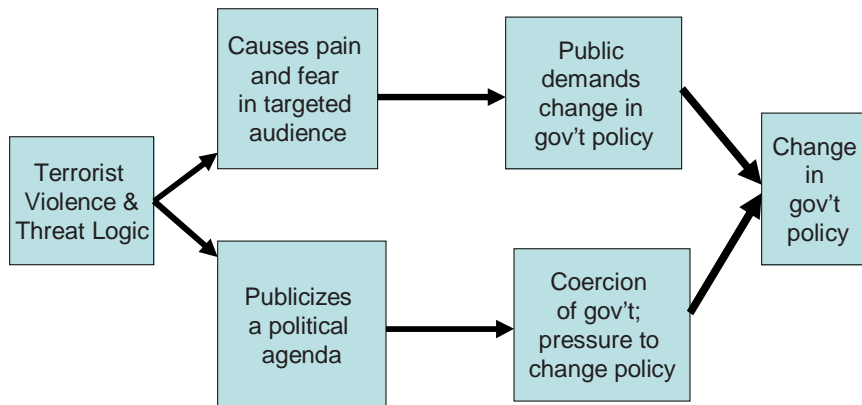 Terrorist
Violence &
Threat Logic
Causes pain
and fear
in targeted
audience
Public
demands
change in
gov't policy
Publicizes
a political
agenda
Coercion
of gov't;
pressure to
change policy
Change
in
gov't
policy